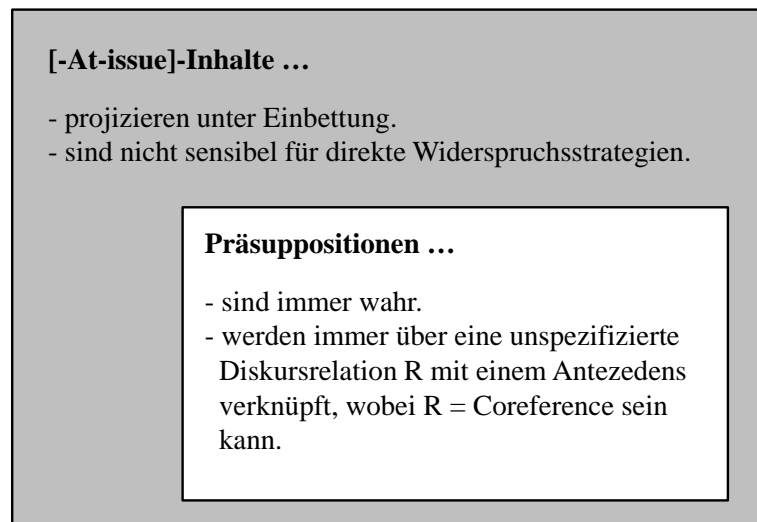 [-At-issue]-Inhalte …
- projizieren unter Einbettung.
- sind nicht sensibel für direkte Widerspruchsstrategien.
Präsuppositionen …
- sind immer wahr.
- werden immer über eine unspezifizierte
Diskursrelation R mit einem Antezedens
verknüpft, wobei R = Coreference sein
kann.